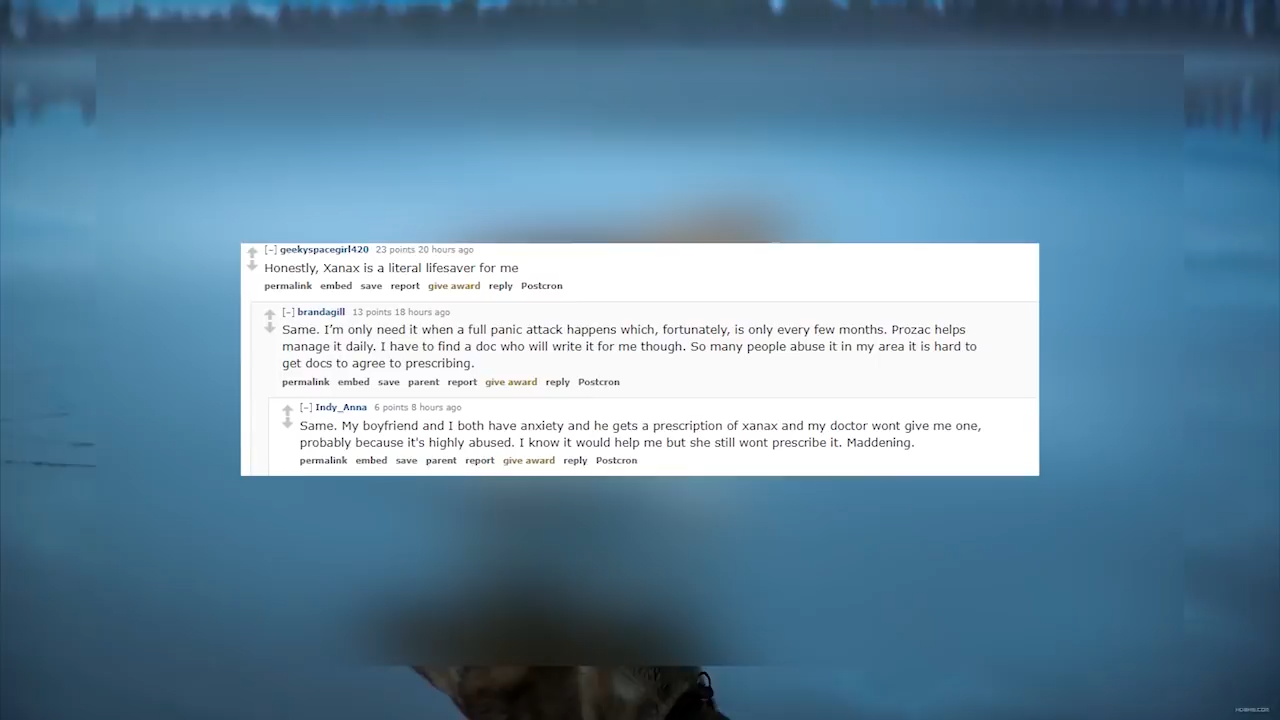 [-] geekyspacegirl420 23 points 20 hours ago
Honestly, Xanax is a literal lifesaver for me
permalink embed save report give award reply Postcron
[-] brandagill 13 points 18 hours ago
Same. I’m only need it when a full panic attack happens which, fortunately, is only every few months. Prozac helps
manage it daily. I have to find a doc who will write it for me though. So many people abuse it in my area it is hard to
get docs to agree to prescribing.
permalink embed save parent report give award reply Postcron
[-] Indy_Anna 6 points 8 hours ago
Same. My boyfriend and I both have anxiety and he gets a prescription of xanax and my doctor wont give me one,
probably because it's highly abused. I know it would help me but she still wont prescribe it. Maddening.
permalink embed save parent report give award reply Postcron